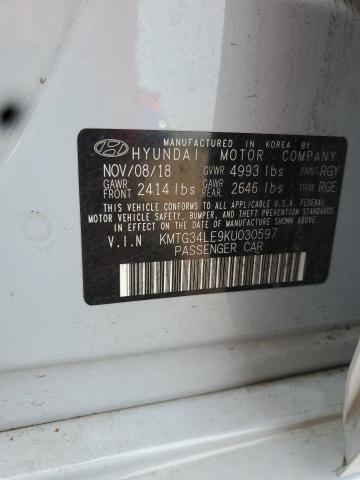 MANUFACTURED IN KOREA BY
HYUNDAI MOTOR COMPANY
NOV/08/18 GVWR 4993 lbs PAINT RGY
GAWR FRONT 2414 lbs GAWR REAR 2646 lbs TRIM RGE
THIS VEHICLE CONFORMS TO ALL APPLICABLE U.S.A FEDERAL
MOTOR VEHICLE SAFETY, BUMPER, AND THEFT PREVENTION STANDARDS
IN EFFECT ON THE DATE OF MANUFACTURE SHOWN ABOVE.
V.I.N KMTG34LE9KU030597
PASSENGER CAR